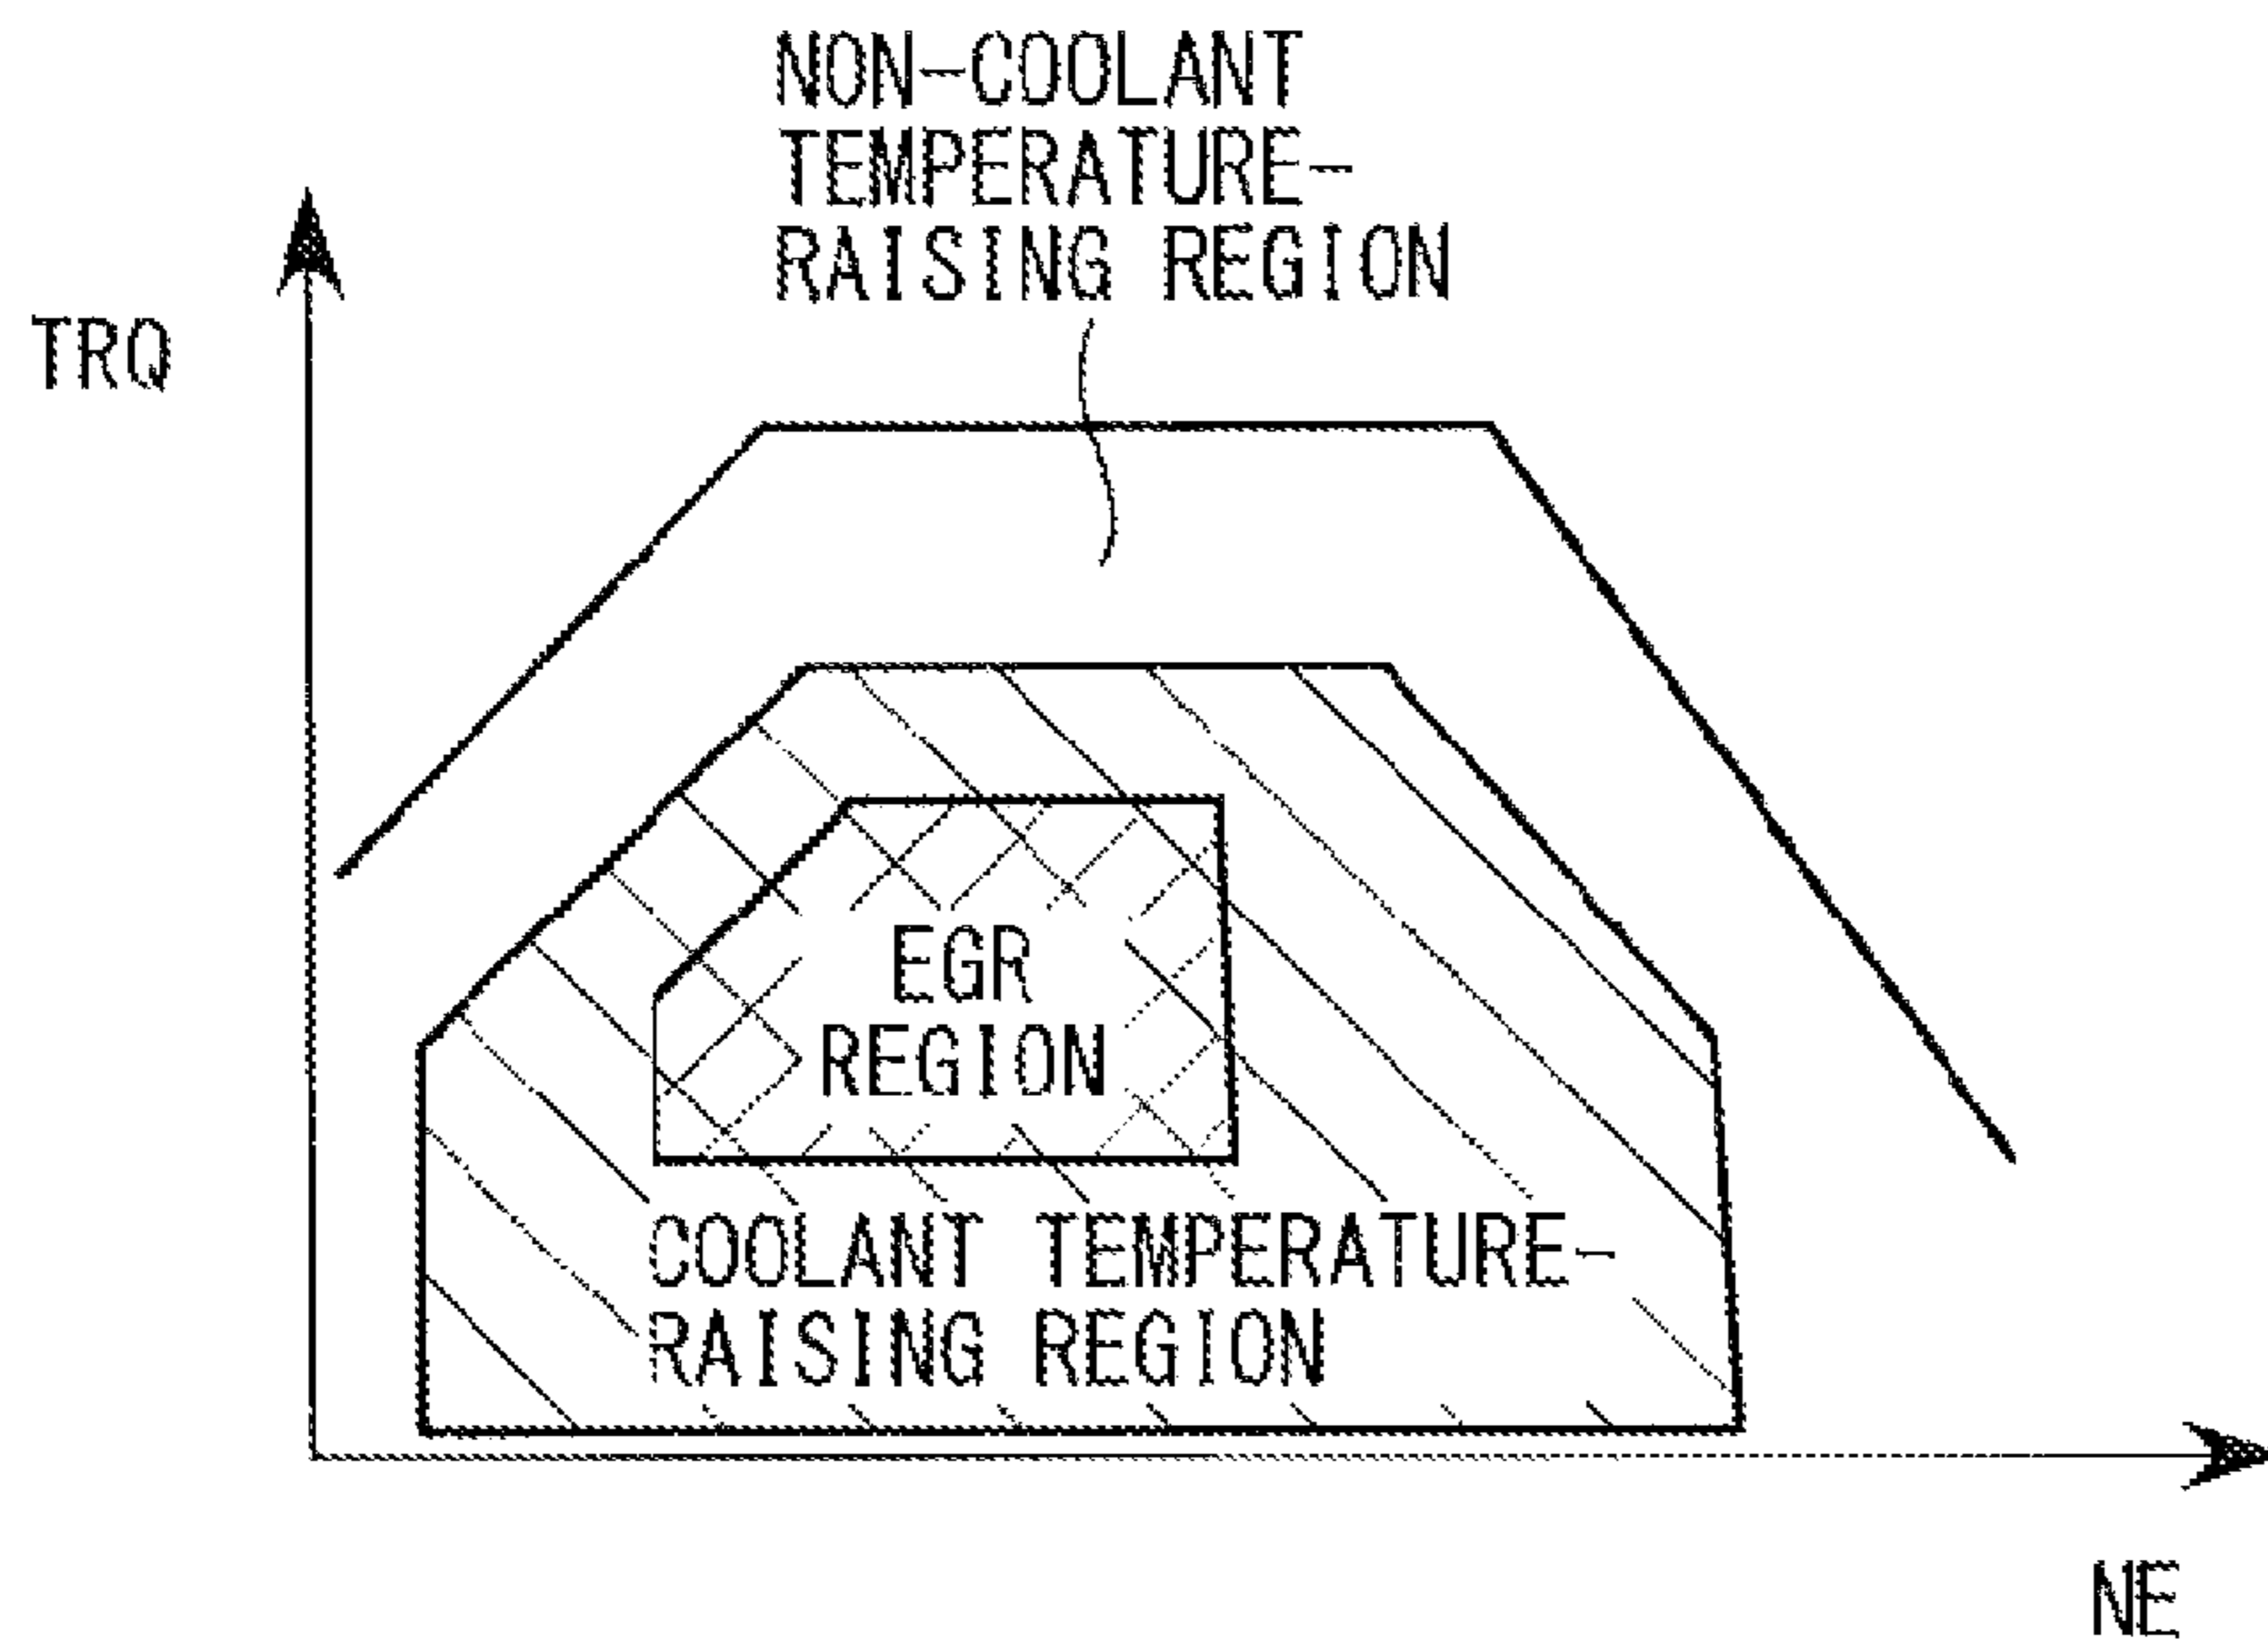 NON-COOLANT
TEMPERATURE-
RAISING REGION
TRQ
EGR
REGION
COOLANT TEMPERATURE-
RAISING REGION
NE